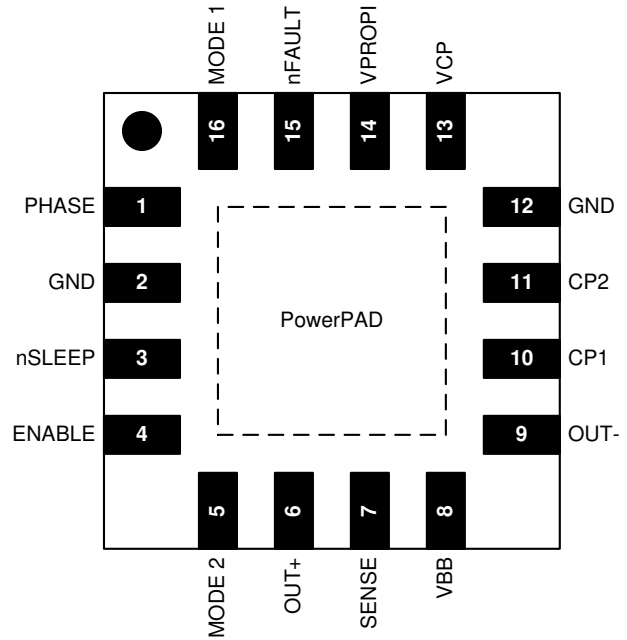 MODE 1
nFAULT
VPROPI
VCP
16
15
14
13
PHASE 1
12 GND
GND 2
11 CP2
PowerPAD
nSLEEP 3
10 CP1
ENABLE 4
9 OUT-
5
6
7
8
MODE 2
OUT+
SENSE
VBB